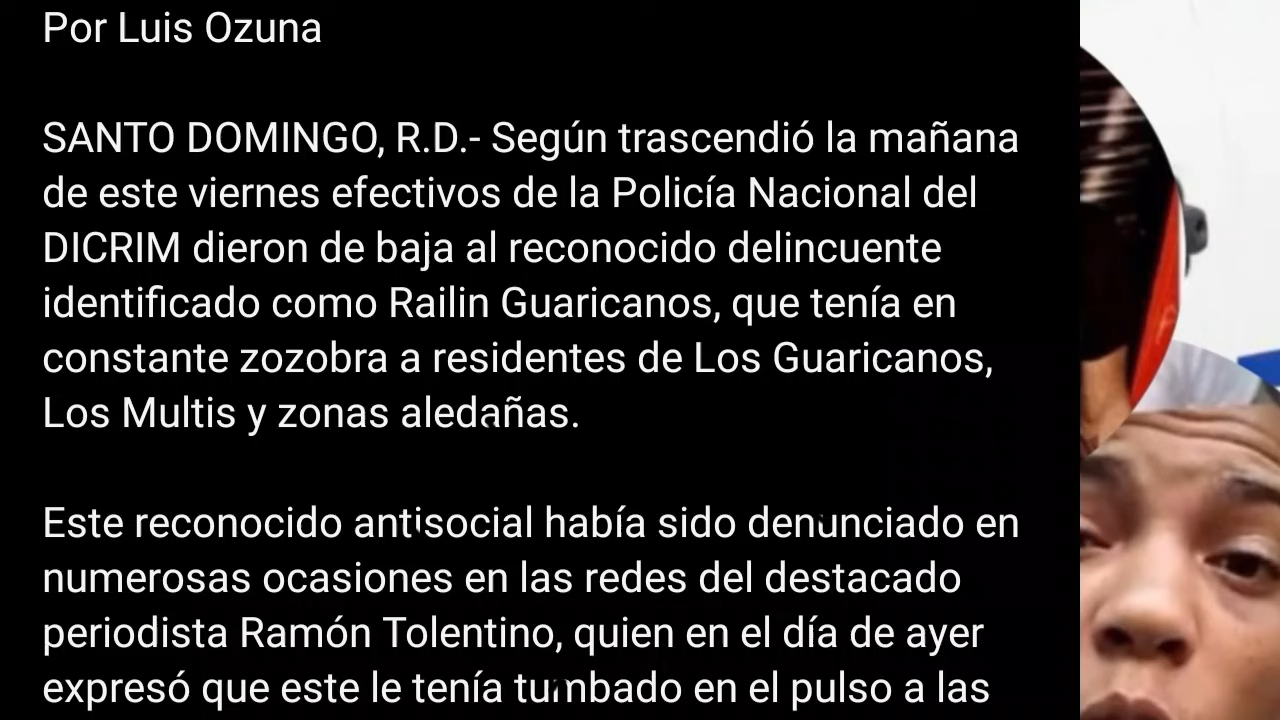 Por Luis Ozuna
SANTO DOMINGO, R.D.- Según trascendió la mañana
de este viernes efectivos de la Policía Nacional del
DICRIM dieron de baja al reconocido delincuente
identificado como Railin Guaricanos, que tenía en
constante zozobra a residentes de Los Guaricanos,
Los Multis y zonas aledañas.
Este reconocido antisocial había sido denunciado en
numerosas ocasiones en las redes del destacado
periodista Ramón Tolentino, quien en el día de ayer
expresó que este le tenía tumbado en el pulso a las